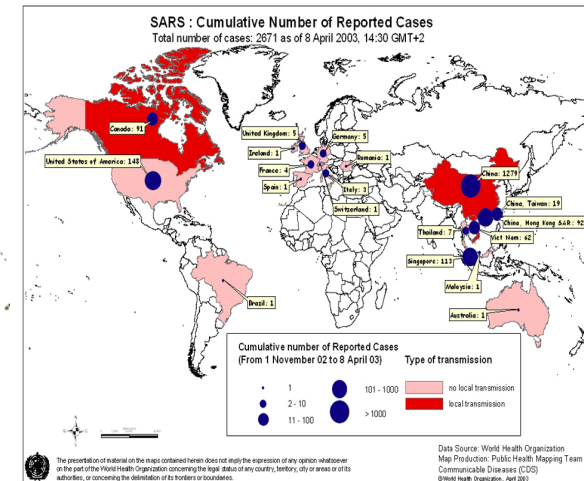 SARS : Cumulative Number of Reported Cases
Total number of cases: 2671 as of 8 April 2003, 14:30 GMT+2
Canada: 91
United States of America: 148
United Kingdom: 5
Ireland: 1
France: 4
Spain: 1
Germany: 5
Romania: 1
Italy: 3
Switzerland: 1
China: 1279
China, Taiwan: 19
China, Hong Kong SAR: 92
Viet Nam: 62
Thailand: 7
Singapore: 113
Malaysia: 1
Brazil: 1
Australia: 1
Cumulative number of Reported Cases
(From 1 November 02 to 8 April 03)
1
2 - 10
11 - 100
101 - 1000
> 1000
Type of transmission
no local transmission
local transmission
The presentation of material on the maps contained herein does not imply the expression of any opinion whatsoever
on the part of the World Health Organization concerning the legal status of any country, territory, city or areas or of its
authorities, or concerning the delimitation of its frontiers or boundaries.
Data Source: World Health Organization
Map Production: Public Health Mapping Team
Communicable Diseases (CDS)
©World Health Organization, April 2003